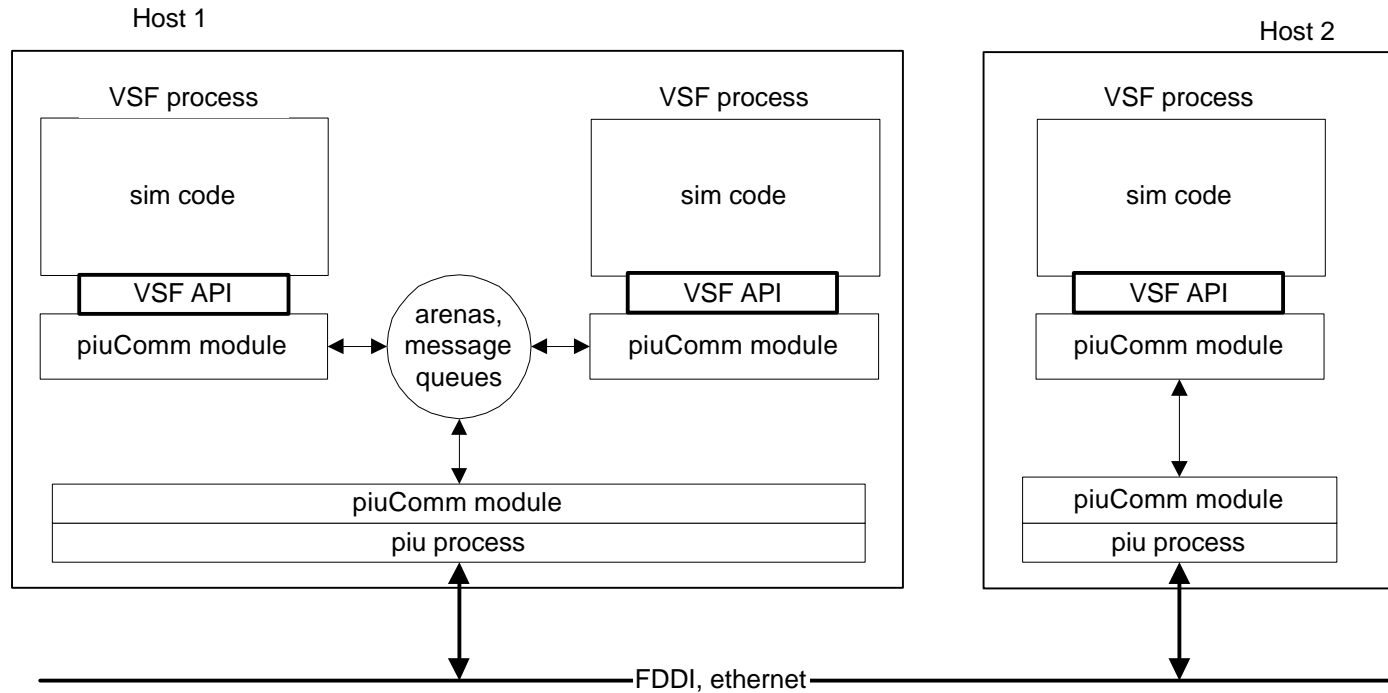 Host 1
Host 2
VSF process
VSF process
VSF process
sim code
sim code
sim code
VSF API
VSF API
VSF API
piuComm module
arenas,
message
queues
piuComm module
piuComm module
piuComm module
piuComm module
piu process
piu process
FDDI, ethernet